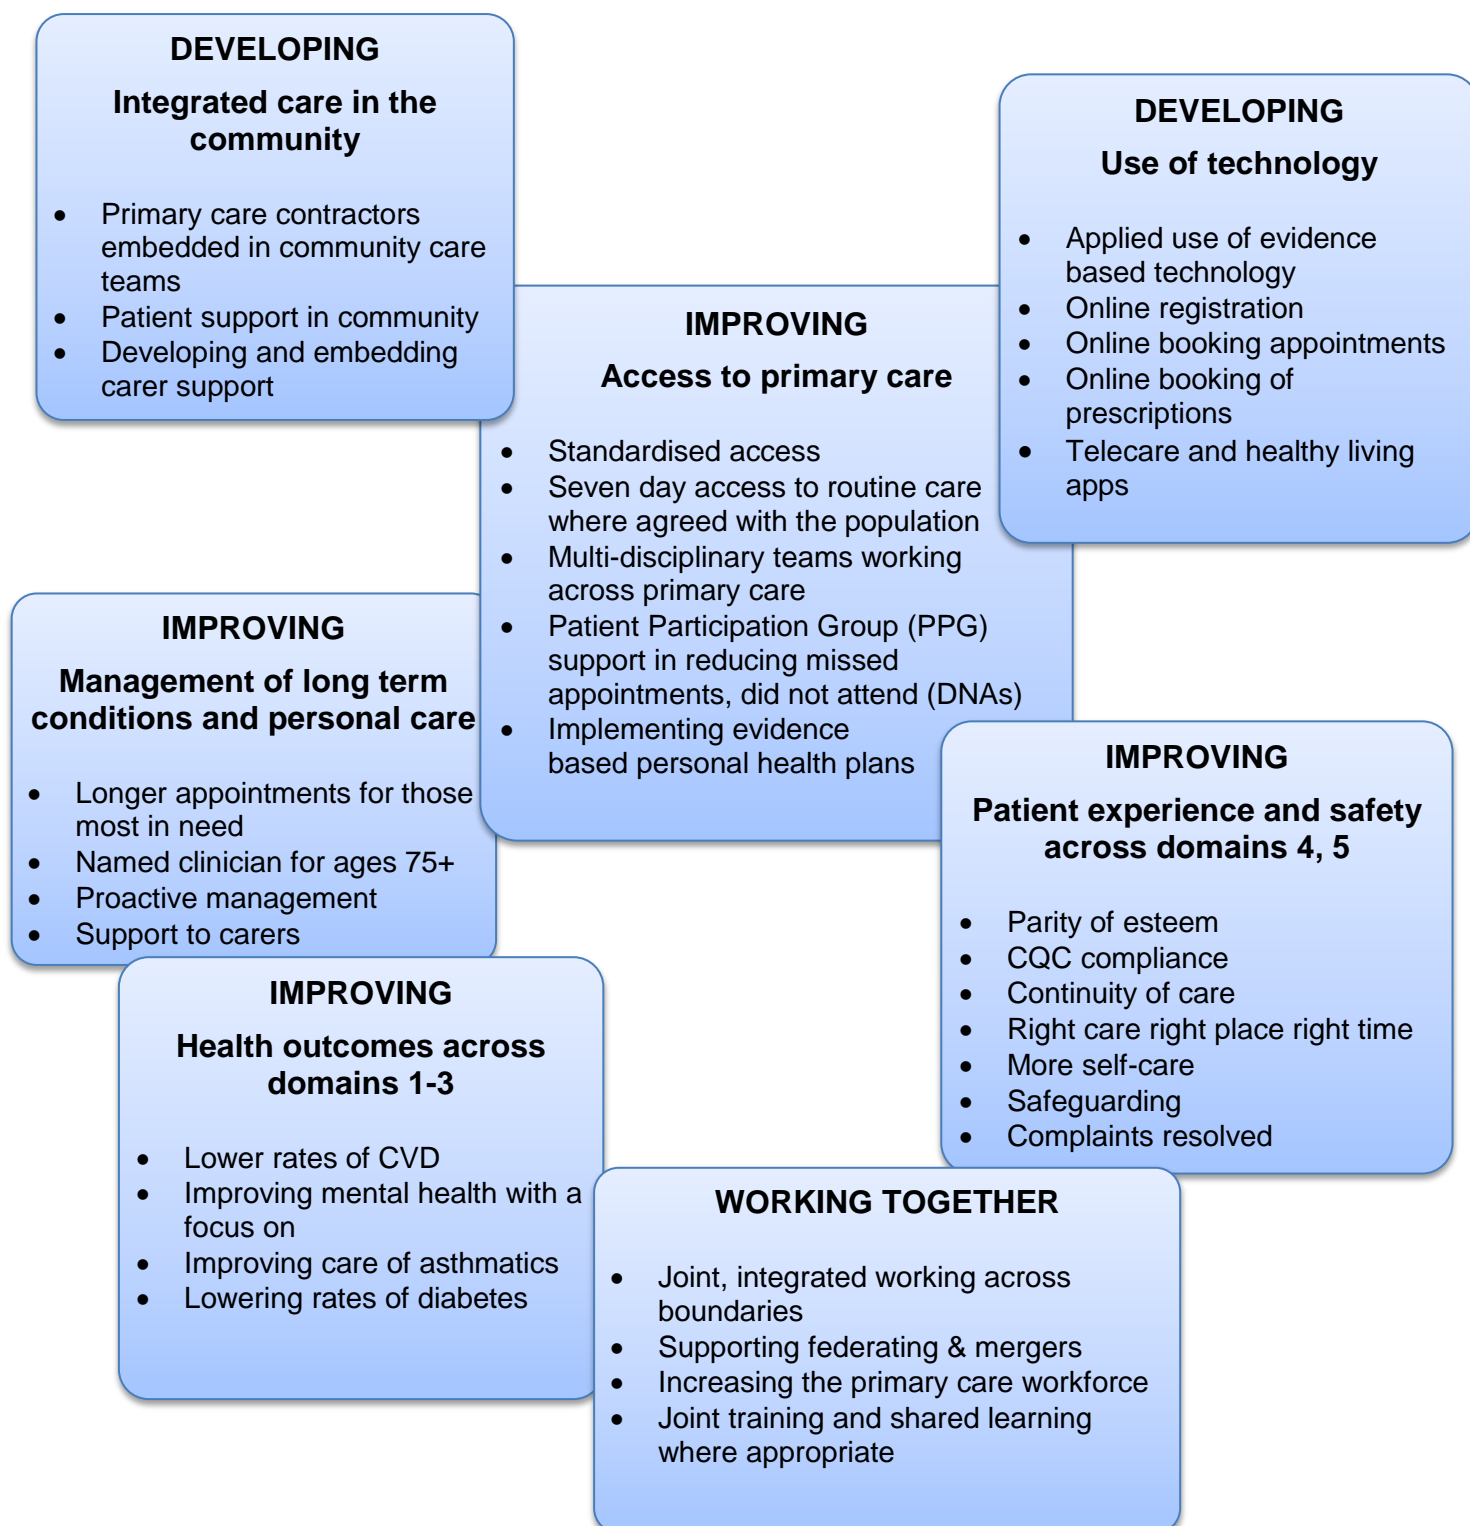 DEVELOPING
Integrated care in the
community
• Primary care contractors
embedded in community care
teams
• Patient support in community
• Developing and embedding
carer support
DEVELOPING
Use of technology
• Applied use of evidence
based technology
• Online registration
• Online booking appointments
• Online booking of
prescriptions
• Telecare and healthy living
apps
IMPROVING
Access to primary care
• Standardised access
• Seven day access to routine care
where agreed with the population
• Multi-disciplinary teams working
across primary care
• Patient Participation Group (PPG)
support in reducing missed
appointments, did not attend (DNAs)
• Implementing evidence
based personal health plans
IMPROVING
Management of long term
conditions and personal care
• Longer appointments for those
most in need
• Named clinician for ages 75+
• Proactive management
• Support to carers
IMPROVING
Patient experience and safety
across domains 4, 5
• Parity of esteem
• CQC compliance
• Continuity of care
• Right care right place right time
• More self-care
• Safeguarding
• Complaints resolved
IMPROVING
Health outcomes across
domains 1-3
• Lower rates of CVD
• Improving mental health with a
focus on
• Improving care of asthmatics
• Lowering rates of diabetes
WORKING TOGETHER
• Joint, integrated working across
boundaries
• Supporting federating & mergers
• Increasing the primary care workforce
• Joint training and shared learning
where appropriate